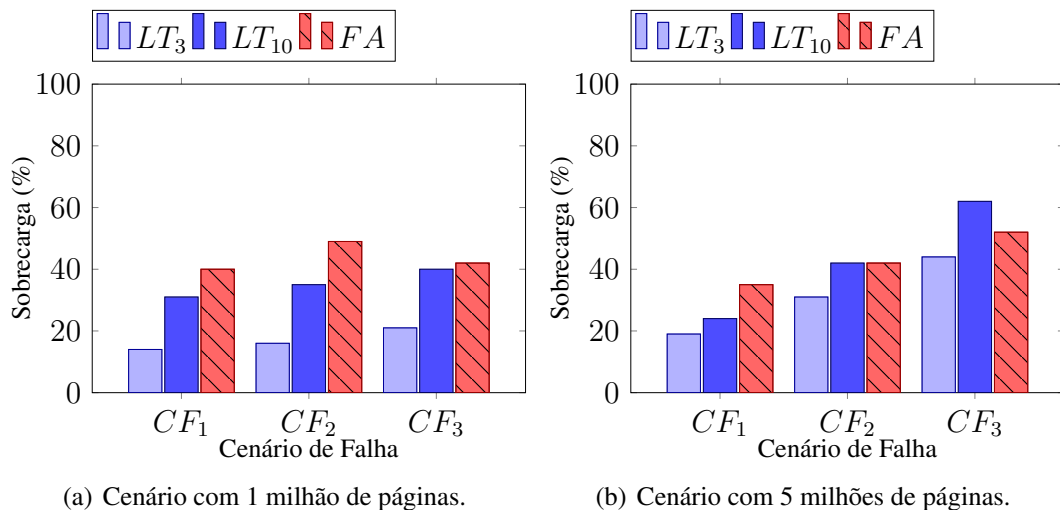 LT3 LT10 FA
100
80
60
40
20
0
Sobrecarga (%)
CF1 CF2 CF3
Cenário de Falha
(a) Cenário com 1 milhão de páginas.
LT3 LT10 FA
100
80
60
40
20
0
Sobrecarga (%)
CF1 CF2 CF3
Cenário de Falha
(b) Cenário com 5 milhões de páginas.